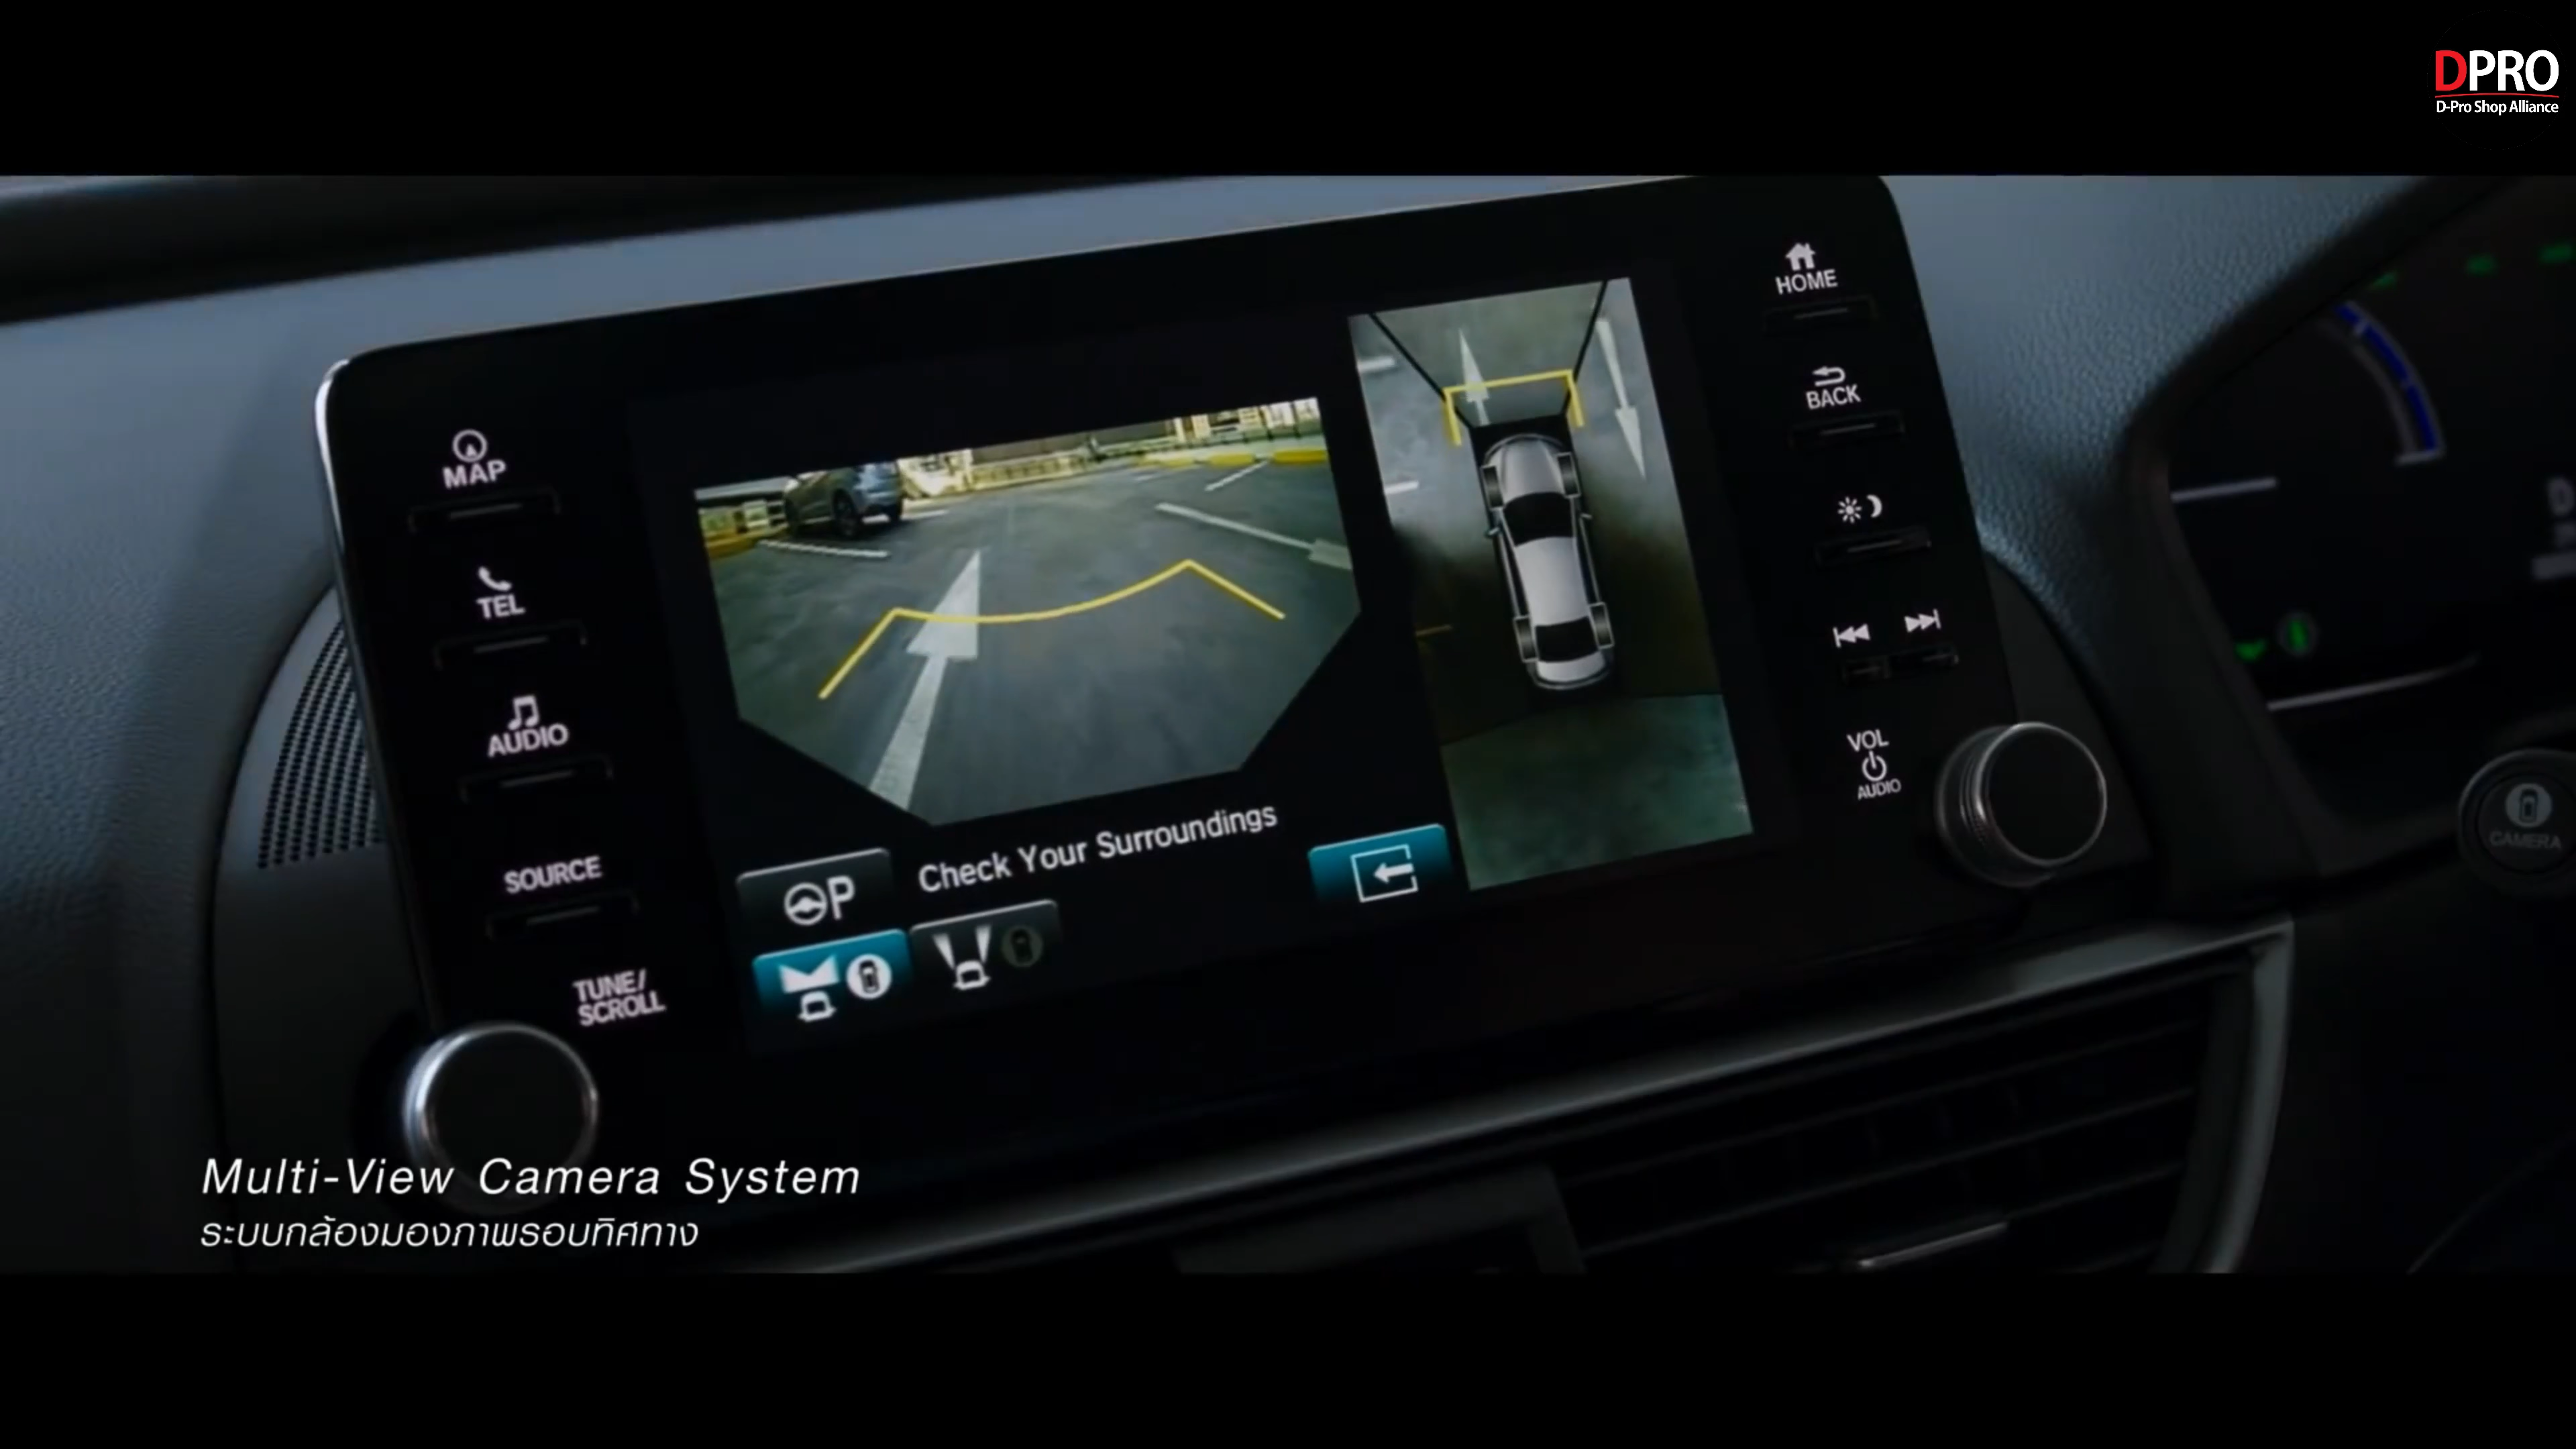 DPRO
D-Pro Shop Alliance
HOME
BACK
MAP
TEL
AUDIO
VOL
AUDIO
Check Your Surroundings
SOURCE
P
CAMERA
TUNE/
SCROLL
Multi-View Camera System
ระบบกล้องมองภาพรอบทิศทาง